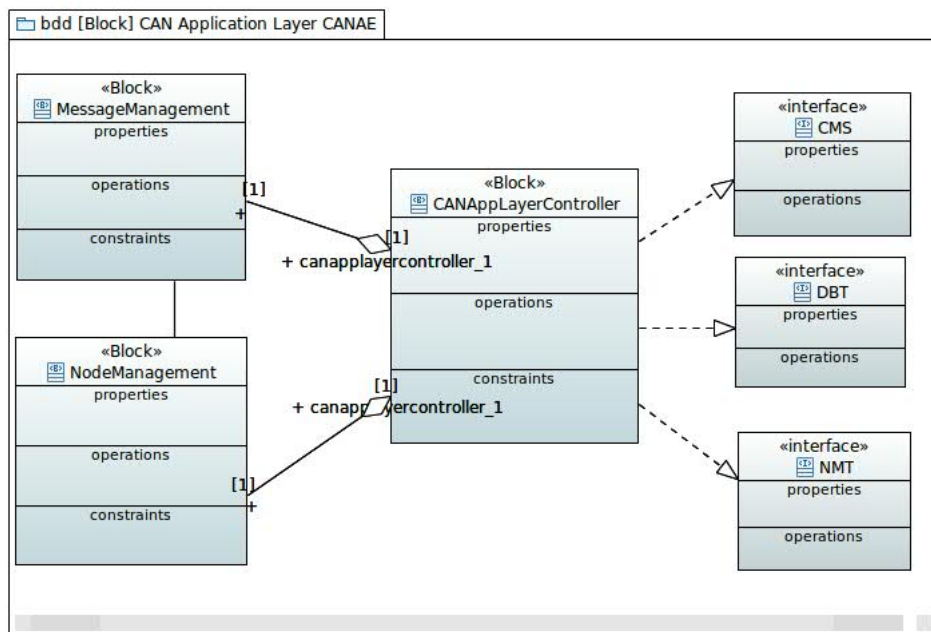 bdd [Block] CAN Application Layer CANAE
«Block»
MessageManagement
properties
operations
constraints
[1]
+
[1]
+ canapplayercontroller_1
«Block»
NodeManagement
properties
operations
constraints
[1]
+
[1]
+ canapplayercontroller_1
«Block»
CANAppLayerController
properties
operations
constraints
«interface»
CMS
properties
operations
«interface»
DBT
properties
operations
«interface»
NMT
properties
operations